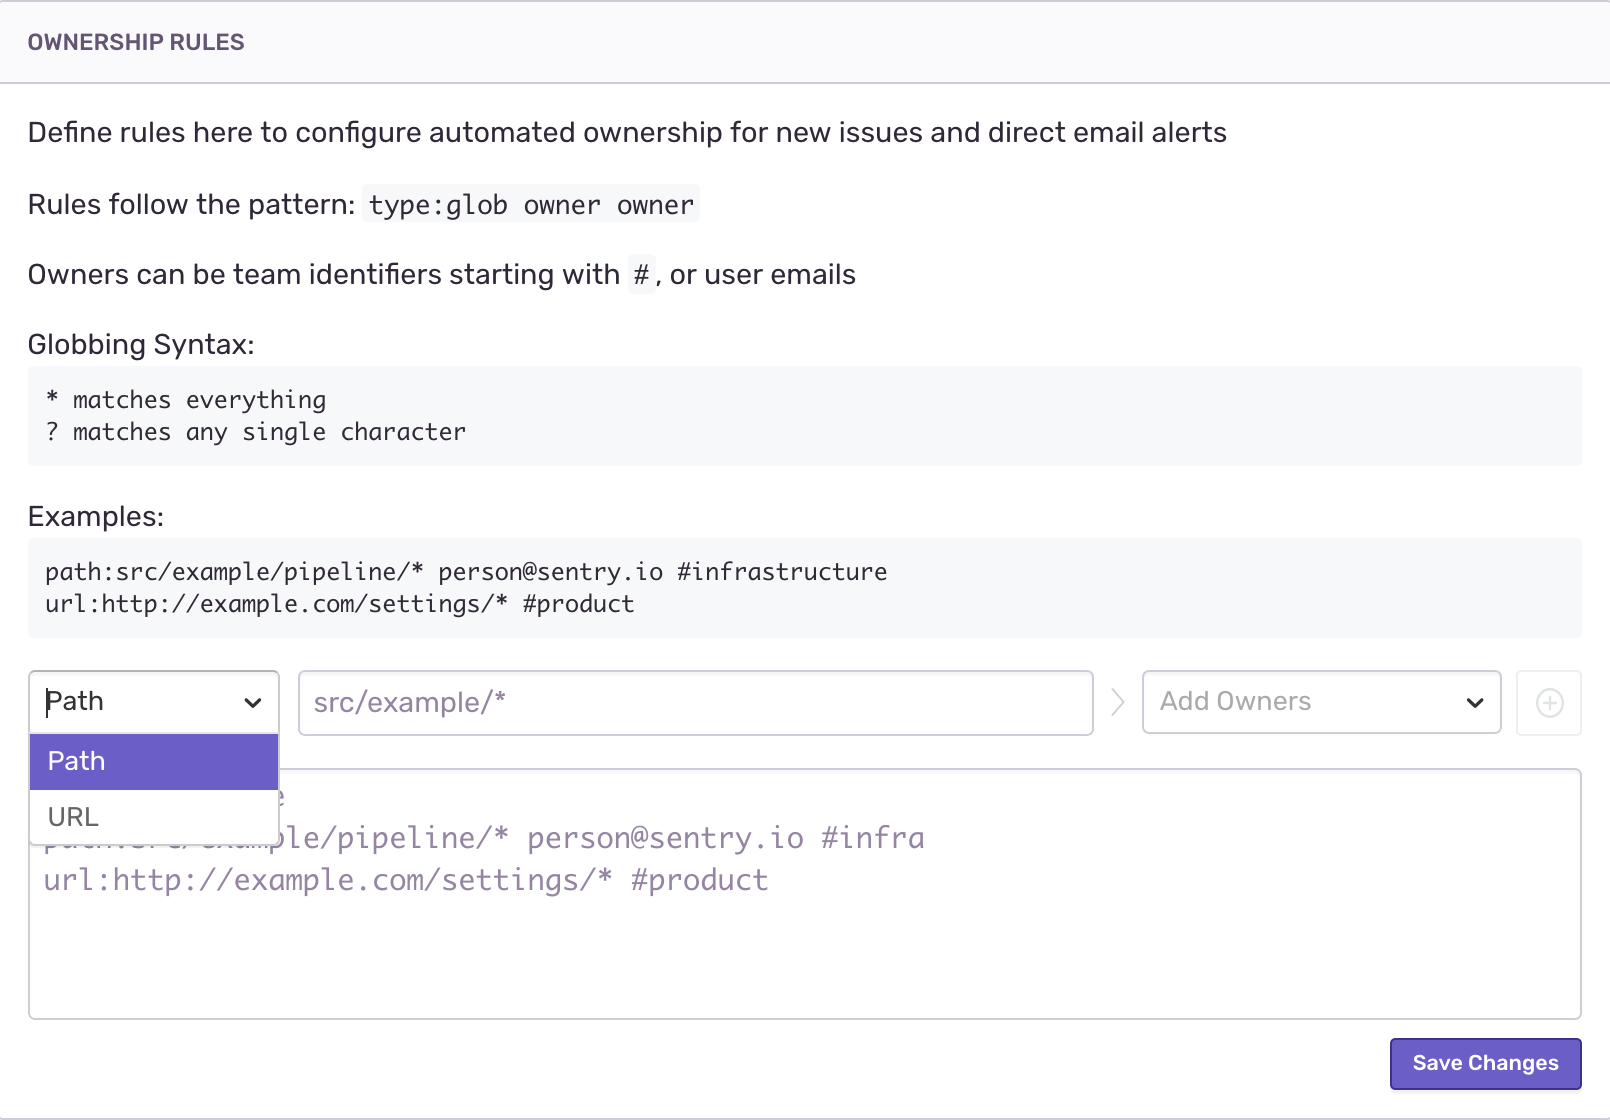 OWNERSHIP RULES
Define rules here to configure automated ownership for new issues and direct email alerts
Rules follow the pattern: type:glob owner owner
Owners can be team identifiers starting with #, or user emails
Globbing Syntax:
* matches everything
? matches any single character
Examples:
path:src/example/pipeline/* person@sentry.io #infrastructure
url:http://example.com/settings/* #product
Path
src/example/*
Add Owners
Path
URL
person@sentry.io #infra
url:http://example.com/settings/* #product
Save Changes